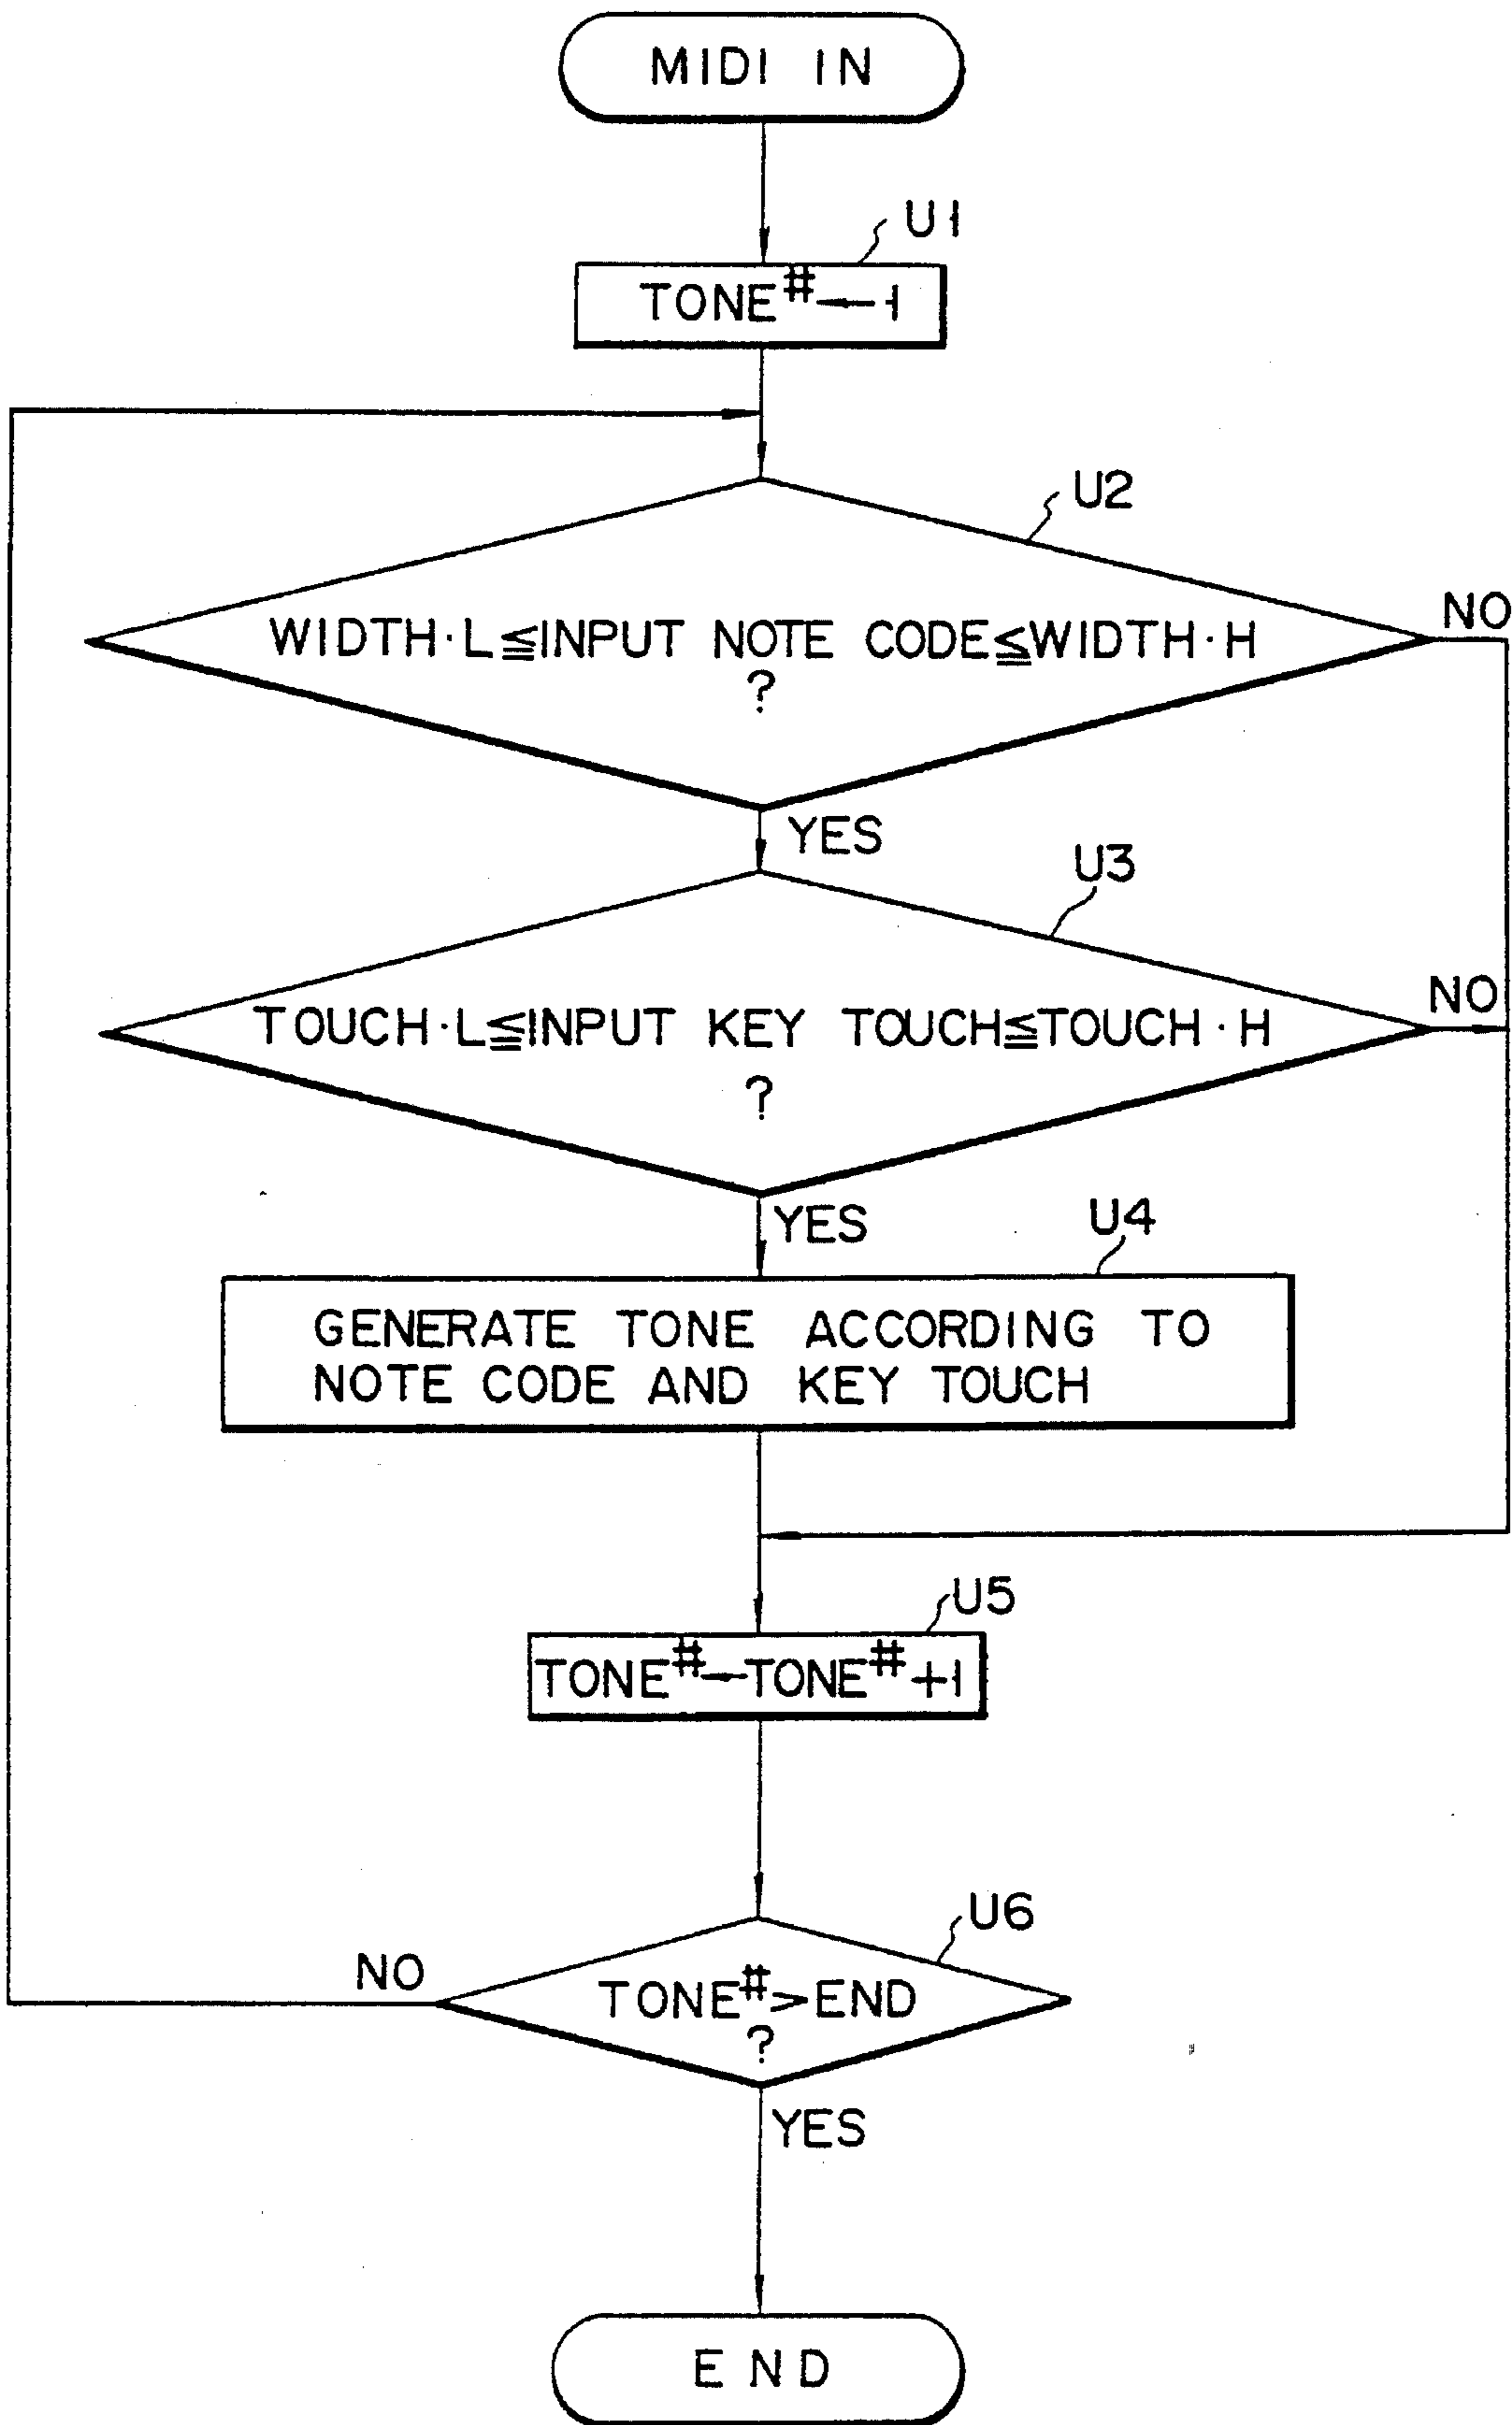 MIDI IN
U1
TONE#←1
U2
NO
WIDTH·L≦INPUT NOTE CODE≦WIDTH·H
?
YES
U3
NO
TOUCH·L≦INPUT KEY TOUCH≦TOUCH·H
?
YES
U4
GENERATE TONE ACCORDING TO
NOTE CODE AND KEY TOUCH
U5
TONE#←TONE#+1
U6
NO
TONE#>END
?
YES
END